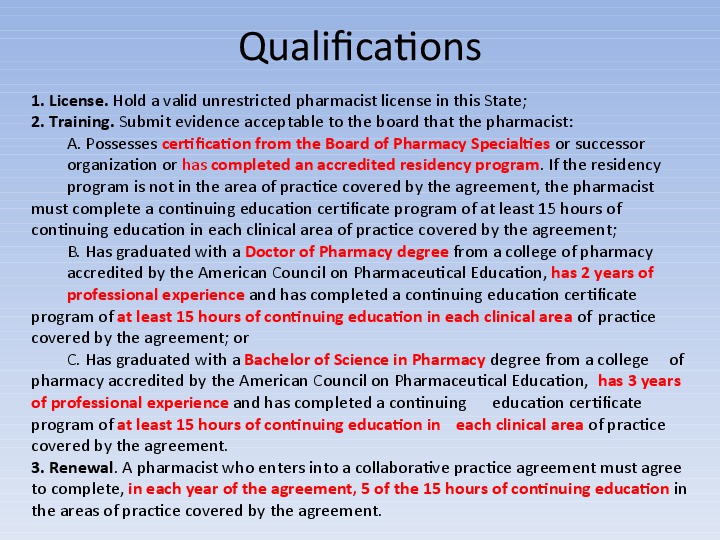 Qualifications
1. License. Hold a valid unrestricted pharmacist license in this State;
2. Training. Submit evidence acceptable to the board that the pharmacist:
A. Possesses certification from the Board of Pharmacy Specialties or successor
organization or has completed an accredited residency program. If the residency
program is not in the area of practice covered by the agreement, the pharmacist
must complete a continuing education certificate program of at least 15 hours of
continuing education in each clinical area of practice covered by the agreement;
B. Has graduated with a Doctor of Pharmacy degree from a college of pharmacy
accredited by the American Council on Pharmaceutical Education, has 2 years of
professional experience and has completed a continuing education certificate
program of at least 15 hours of continuing education in each clinical area of practice
covered by the agreement; or
C. Has graduated with a Bachelor of Science in Pharmacy degree from a college of
pharmacy accredited by the American Council on Pharmaceutical Education, has 3 years
of professional experience and has completed a continuing education certificate
program of at least 15 hours of continuing education in each clinical area of practice
covered by the agreement.
3. Renewal. A pharmacist who enters into a collaborative practice agreement must agree
to complete, in each year of the agreement, 5 of the 15 hours of continuing education in
the areas of practice covered by the agreement.